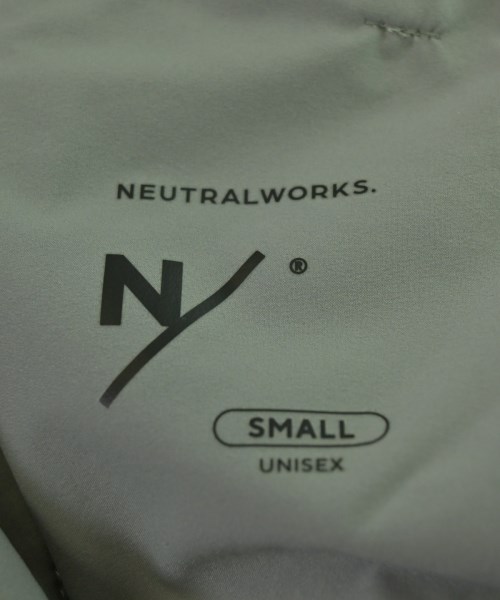 NEUTRALWORKS.
N/ ®
SMALL
UNISEX